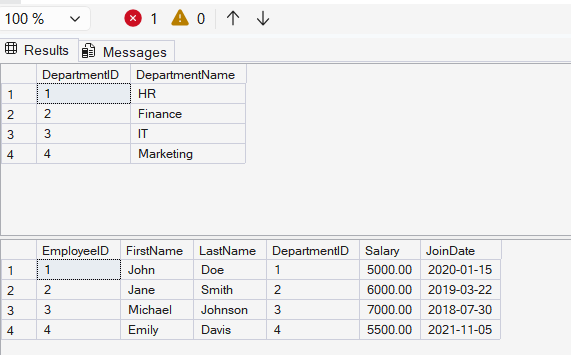 100 % 1 0
Results Messages
DepartmentID DepartmentName
1 1 HR
2 2 Finance
3 3 IT
4 4 Marketing
EmployeeID FirstName LastName DepartmentID Salary JoinDate
1 1 John Doe 1 5000.00 2020-01-15
2 2 Jane Smith 2 6000.00 2019-03-22
3 3 Michael Johnson 3 7000.00 2018-07-30
4 4 Emily Davis 4 5500.00 2021-11-05